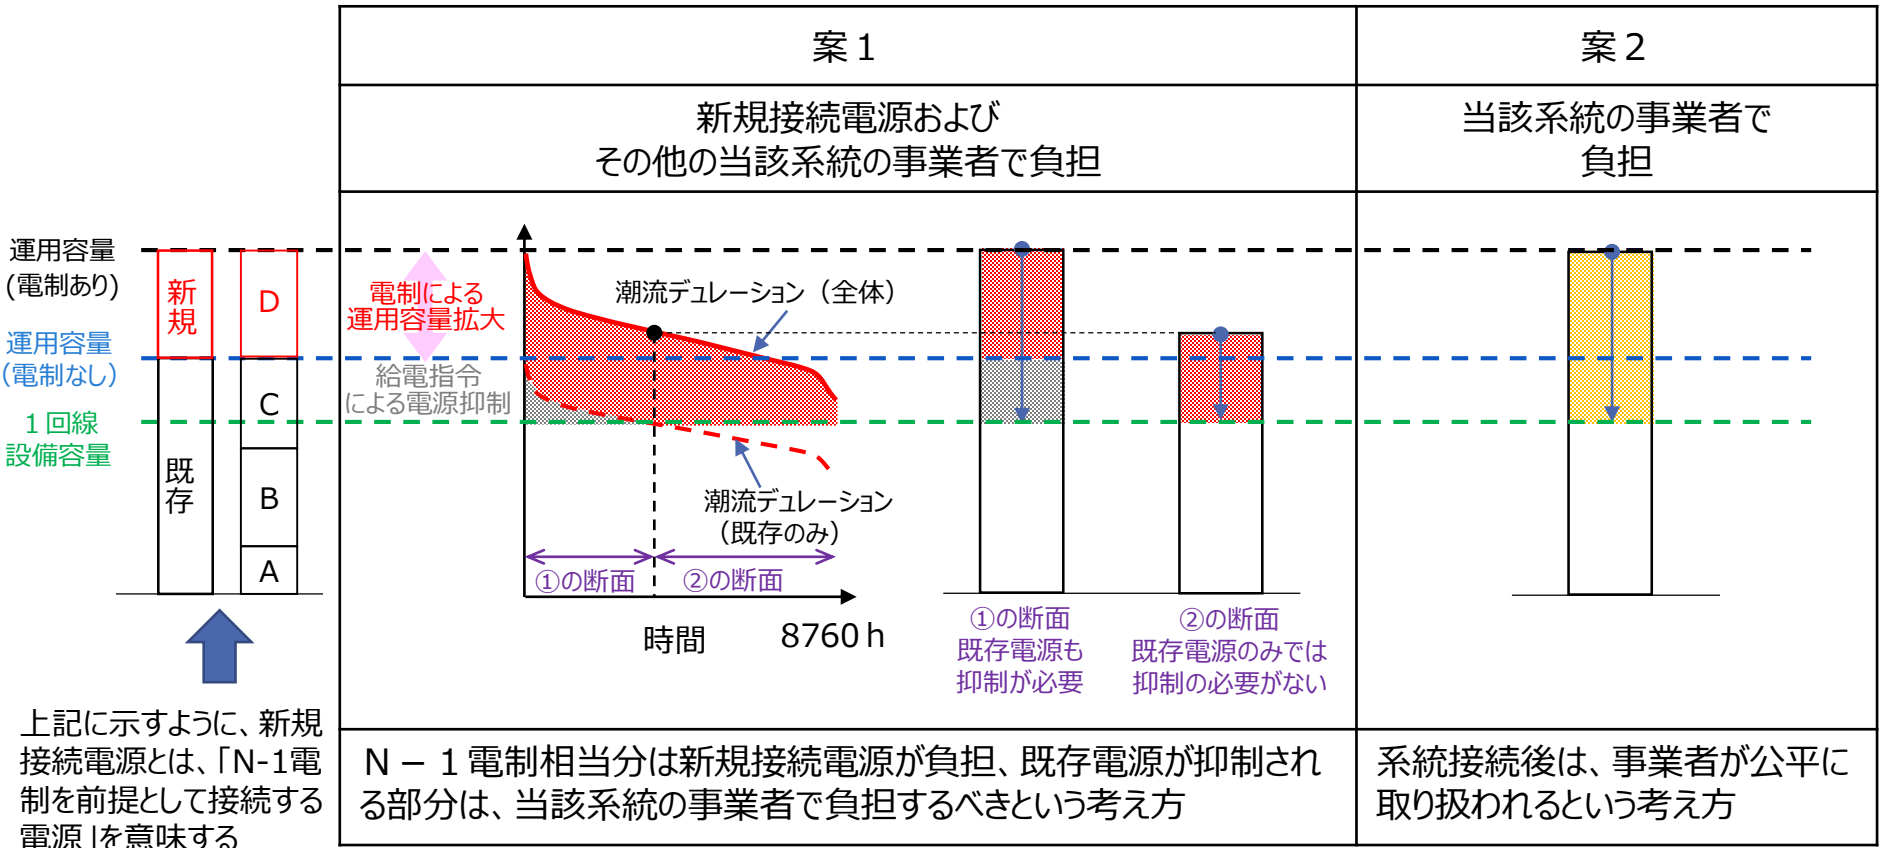 案１
案２
新規接続電源および
その他の当該系統の事業者で負担
当該系統の事業者で
負担
運用容量
(電制あり)
運用容量
(電制なし)
１回線
設備容量
新
規
既
存
D
C
B
A
電制による
運用容量拡大
給電指令
による電源抑制
潮流デュレーション（全体）
潮流デュレーション
（既存のみ）
①の断面
②の断面
時間
8760ｈ
①の断面
既存電源も
抑制が必要
②の断面
既存電源のみでは
抑制の必要がない
上記に示すように、新規
接続電源とは、「N-1電
制を前提として接続する
電源」を意味する
Ｎ－１電制相当分は新規接続電源が負担、既存電源が抑制され
る部分は、当該系統の事業者で負担するべきという考え方
系統接続後は、事業者が公平に
取り扱われるという考え方